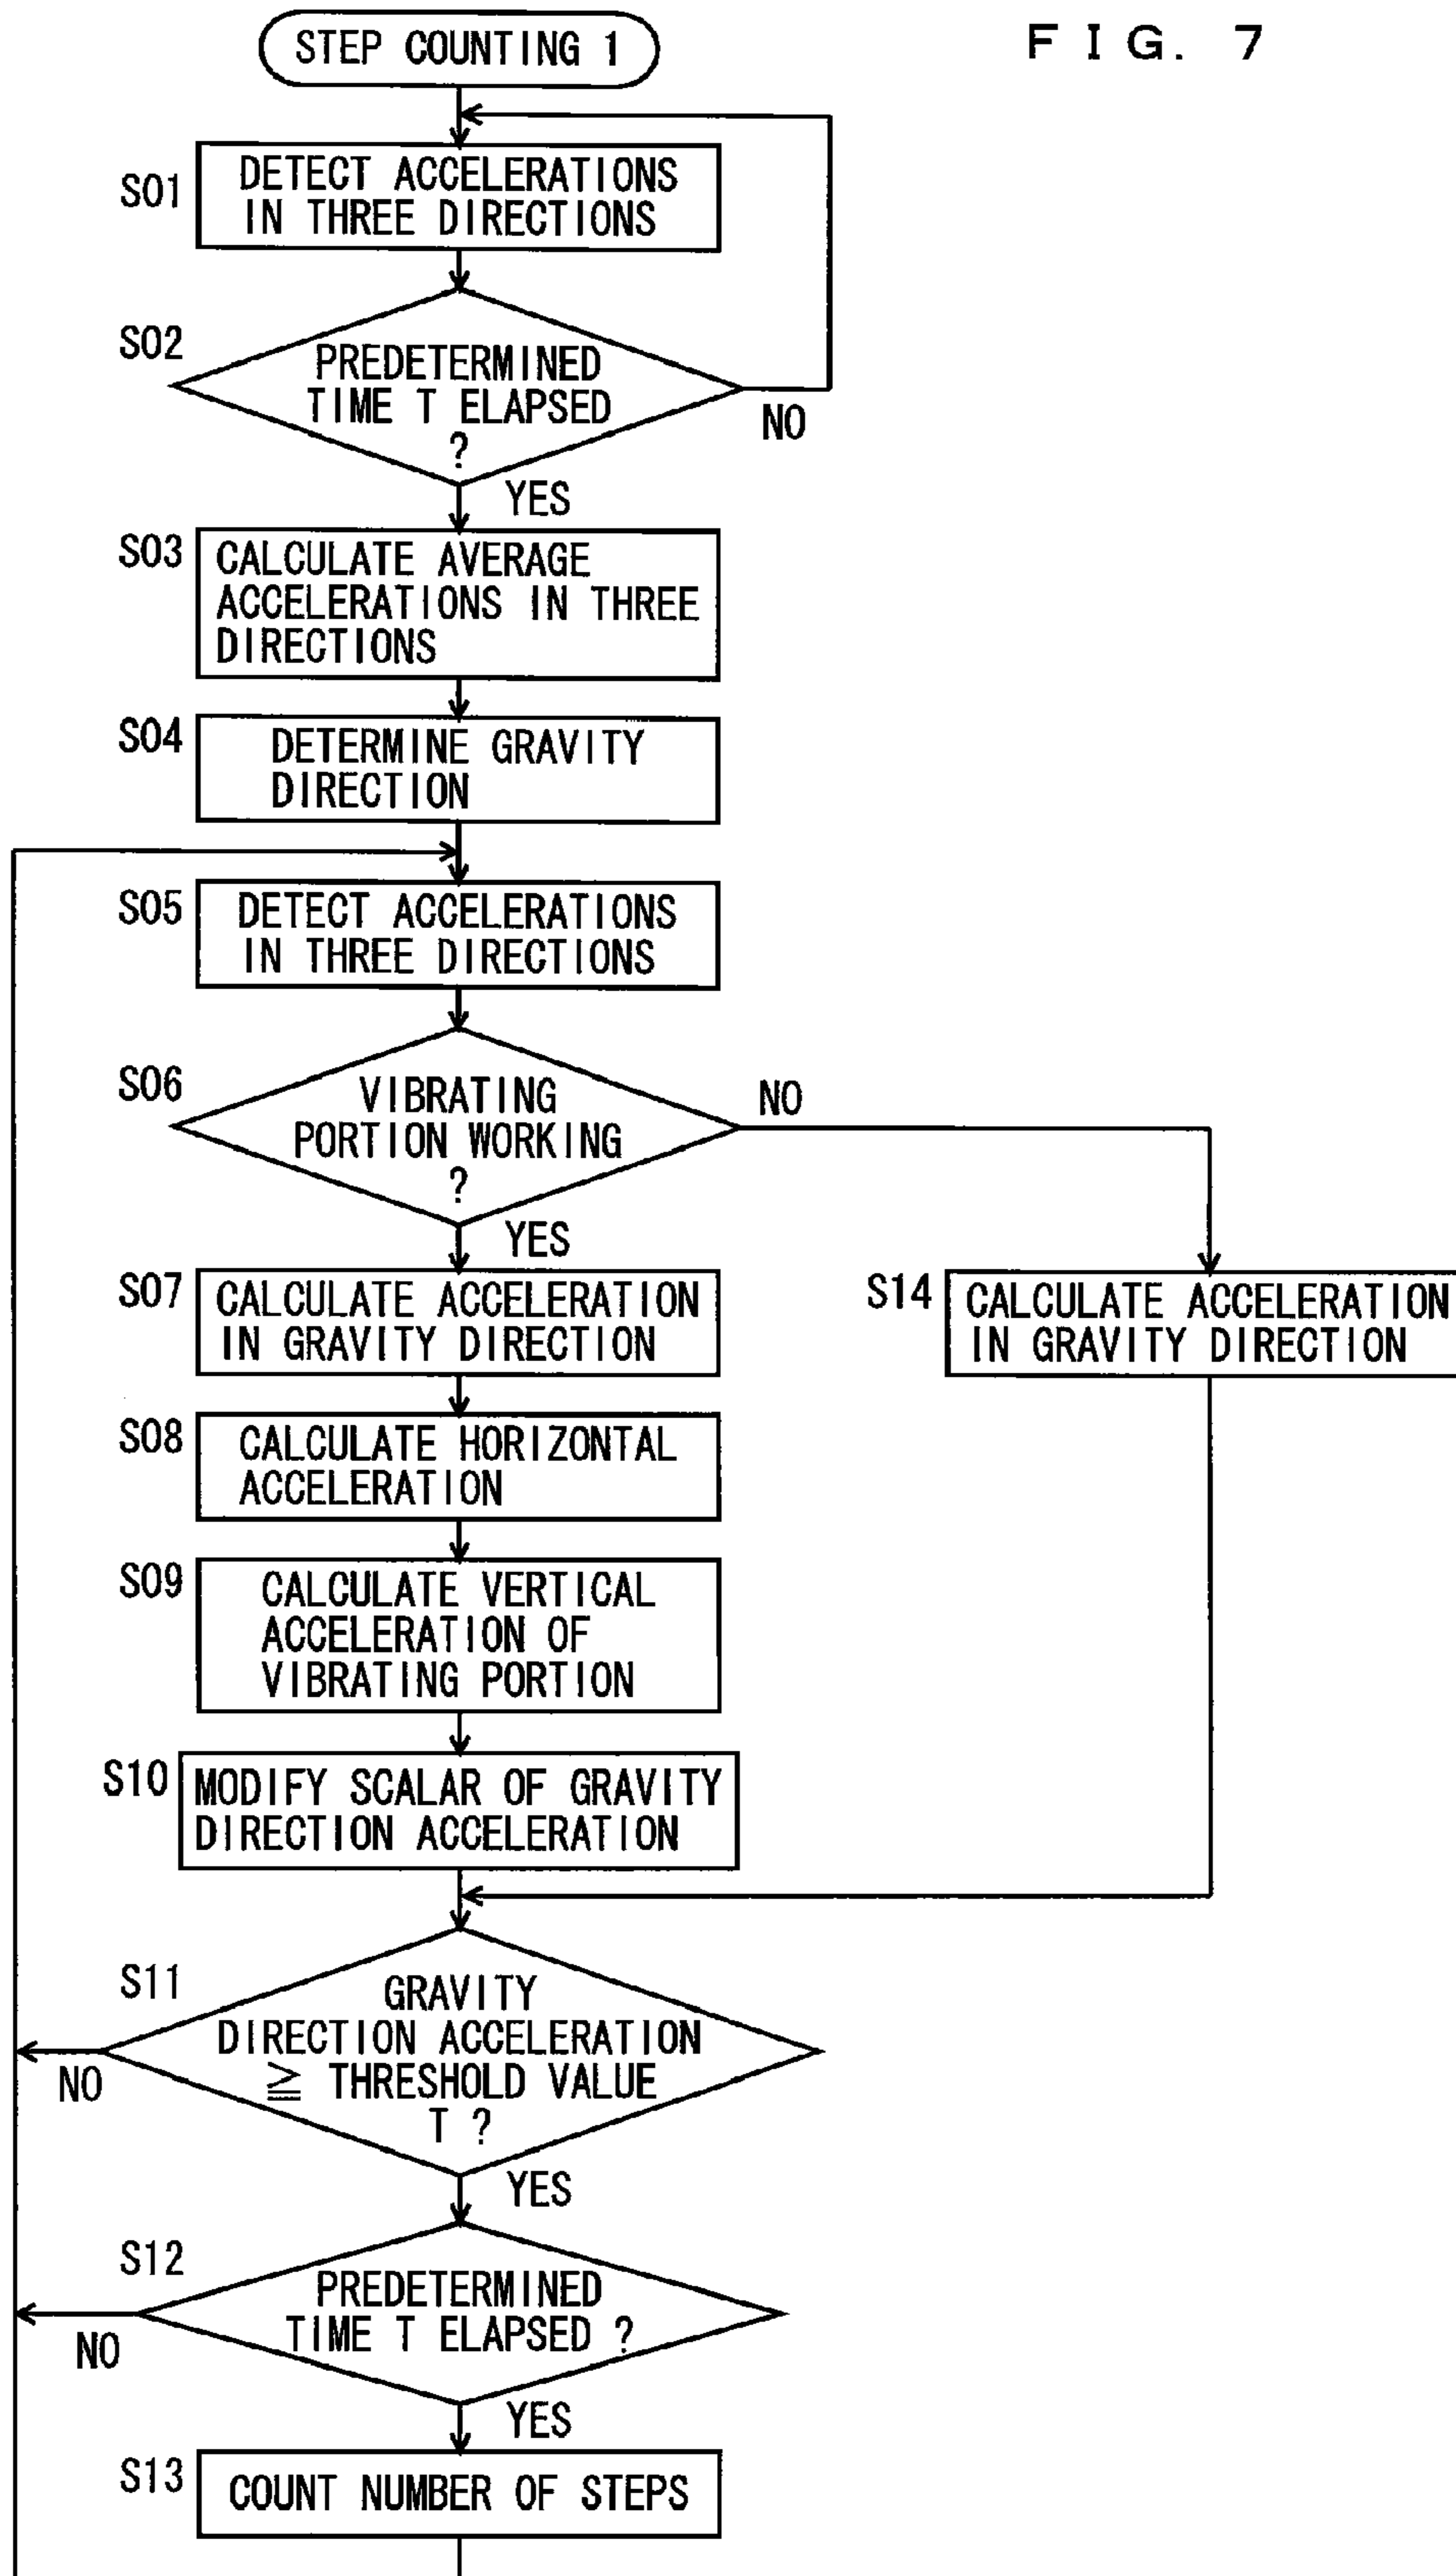 FIG. 7
STEP COUNTING 1
S01
DETECT ACCELERATIONS
IN THREE DIRECTIONS
S02
PREDETERMINED
TIME T ELAPSED
?
NO
YES
S03
CALCULATE AVERAGE
ACCELERATIONS IN THREE
DIRECTIONS
S04
DETERMINE GRAVITY
DIRECTION
S05
DETECT ACCELERATIONS
IN THREE DIRECTIONS
S06
VIBRATING
PORTION WORKING
?
NO
YES
S07
CALCULATE ACCELERATION
IN GRAVITY DIRECTION
S14
CALCULATE ACCELERATION
IN GRAVITY DIRECTION
S08
CALCULATE HORIZONTAL
ACCELERATION
S09
CALCULATE VERTICAL
ACCELERATION OF
VIBRATING PORTION
S10
MODIFY SCALAR OF GRAVITY
DIRECTION ACCELERATION
S11
GRAVITY
DIRECTION ACCELERATION
≧ THRESHOLD VALUE
T ?
NO
YES
S12
PREDETERMINED
TIME T ELAPSED ?
NO
YES
S13
COUNT NUMBER OF STEPS